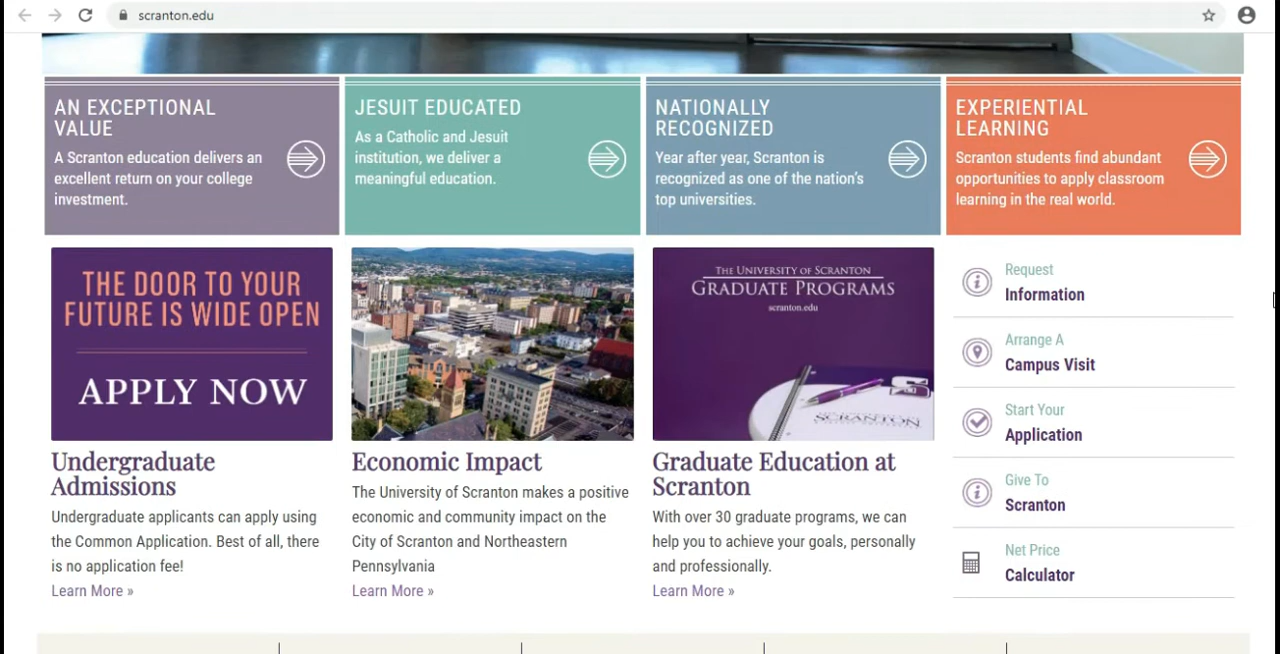 scranton.edu
AN EXCEPTIONAL
VALUE
A Scranton education delivers an
excellent return on your college
investment.
JESUIT EDUCATED
As a Catholic and Jesuit
institution, we deliver a
meaningful education.
NATIONALLY
RECOGNIZED
Year after year, Scranton is
recognized as one of the nation's
top universities.
EXPERIENTIAL
LEARNING
Scranton students find abundant
opportunities to apply classroom
learning in the real world.
THE DOOR TO YOUR
FUTURE IS WIDE OPEN
APPLY NOW
Undergraduate
Admissions
Undergraduate applicants can apply using
the Common Application. Best of all, there
is no application fee!
Learn More »
Economic Impact
The University of Scranton makes a positive
economic and community impact on the
City of Scranton and Northeastern
Pennsylvania
Learn More »
THE UNIVERSITY OF SCRANTON
GRADUATE PROGRAMS
scranton.edu
SCRANTON
Graduate Education at
Scranton
With over 30 graduate programs, we can
help you to achieve your goals, personally
and professionally.
Learn More »
Request
Information
Arrange A
Campus Visit
Start Your
Application
Give To
Scranton
Net Price
Calculator